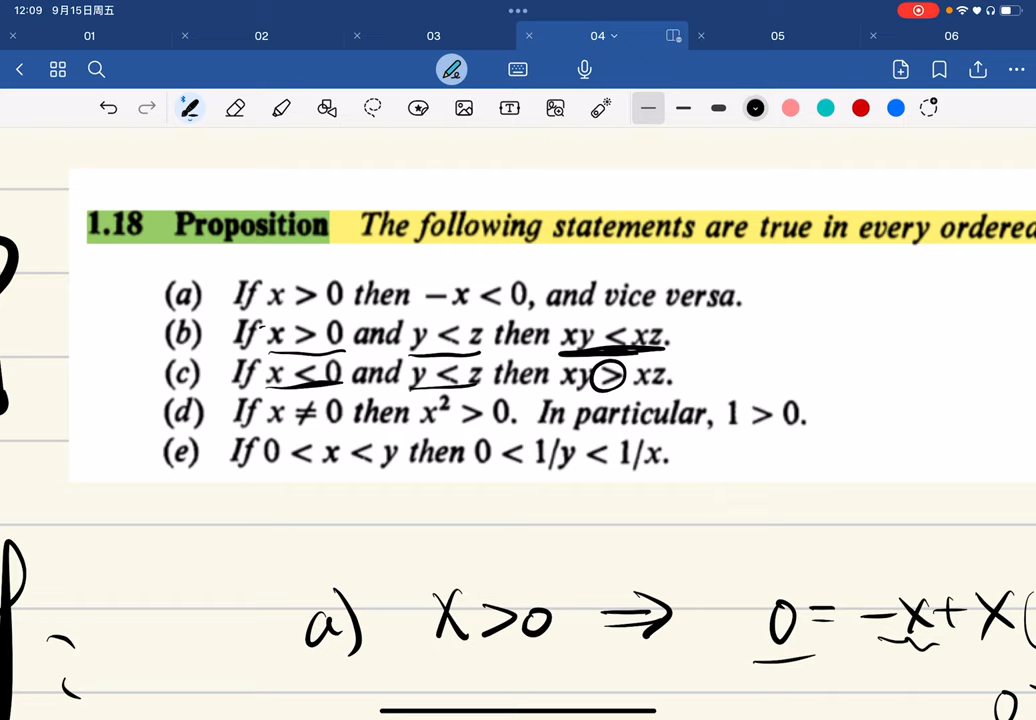 12:09 9月15日周五
01 02 03 04 05 06
T
1.18 Proposition The following statements are true in every ordered
(a) If x > 0 then −x < 0, and vice versa.
(b) If x > 0 and y < z then xy < xz.
(c) If x < 0 and y < z then xy > xz.
(d) If x ≠ 0 then x² > 0. In particular, 1 > 0.
(e) If 0 < x < y then 0 < 1/y < 1/x.
a) x > 0 ⇒ 0 = −x + x